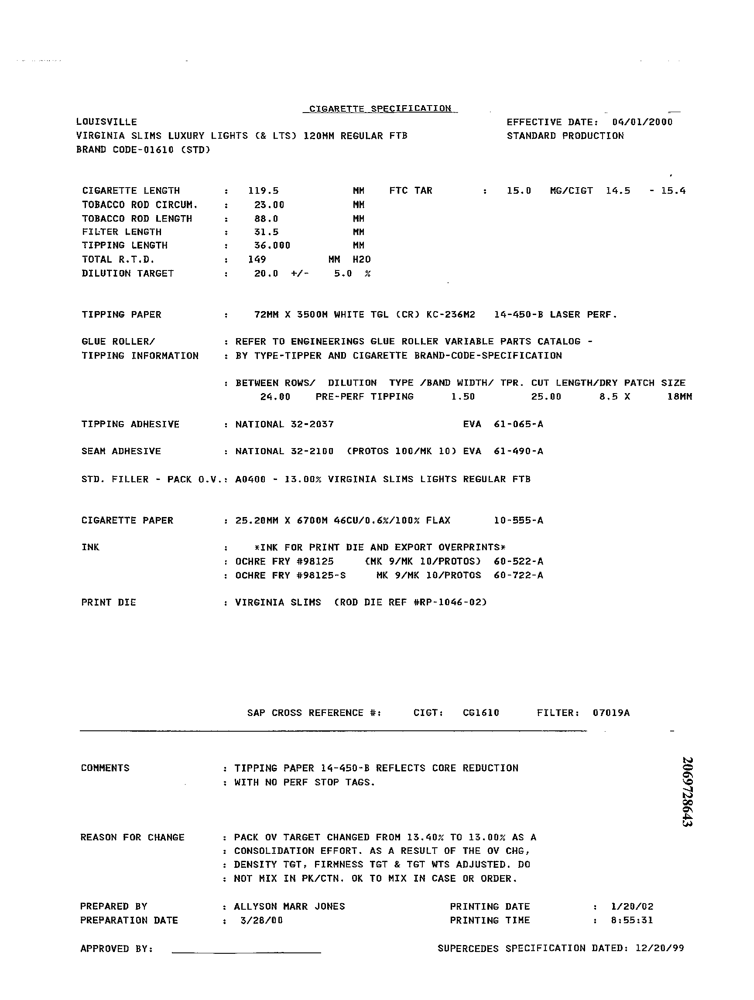 CIGARETTE SPECIFICATION
LOUISVILLE EFFECTIVE DATE: 04/01/2000
VIRGINIA SLIMS LUXURY LIGHTS (& LTS) 120MM REGULAR FTB STANDARD PRODUCTION
BRAND CODE-01610 (STD)
CIGARETTE LENGTH : 119.5 MM FTC TAR : 15.0 MG/CIGT 14.5 - 15.4
TOBACCO ROD CIRCUM. : 23.00 MM
TOBACCO ROD LENGTH : 88.0 MM
FILTER LENGTH : 31.5 MM
TIPPING LENGTH : 36.000 MM
TOTAL R.T.D. : 149 MM H2O
DILUTION TARGET : 20.0 +/- 5.0 %
TIPPING PAPER : 72MM X 3500M WHITE TGL (CR) KC-236M2 14-450-B LASER PERF.
GLUE ROLLER/ : REFER TO ENGINEERINGS GLUE ROLLER VARIABLE PARTS CATALOG -
TIPPING INFORMATION : BY TYPE-TIPPER AND CIGARETTE BRAND-CODE-SPECIFICATION
: BETWEEN ROWS/ DILUTION TYPE /BAND WIDTH/ TPR. CUT LENGTH/DRY PATCH SIZE
24.00 PRE-PERF TIPPING 1.50 25.00 8.5 X 18MM
TIPPING ADHESIVE : NATIONAL 32-2037 EVA 61-065-A
SEAM ADHESIVE : NATIONAL 32-2100 (PROTOS 100/MK 10) EVA 61-490-A
STD. FILLER - PACK O.V.: A0400 - 13.00% VIRGINIA SLIMS LIGHTS REGULAR FTB
CIGARETTE PAPER : 25.20MM X 6700M 46CU/0.6%/100% FLAX 10-555-A
INK : *INK FOR PRINT DIE AND EXPORT OVERPRINTS*
: OCHRE FRY #98125 (MK 9/MK 10/PROTOS) 60-522-A
: OCHRE FRY #98125-S MK 9/MK 10/PROTOS 60-722-A
PRINT DIE : VIRGINIA SLIMS (ROD DIE REF #RP-1046-02)
SAP CROSS REFERENCE #: CIGT: CG1610 FILTER: 07019A
COMMENTS : TIPPING PAPER 14-450-B REFLECTS CORE REDUCTION
: WITH NO PERF STOP TAGS.
2069728643
REASON FOR CHANGE : PACK OV TARGET CHANGED FROM 13.40% TO 13.00% AS A
: CONSOLIDATION EFFORT. AS A RESULT OF THE OV CHG,
: DENSITY TGT, FIRMNESS TGT & TGT WTS ADJUSTED. DO
: NOT MIX IN PK/CTN. OK TO MIX IN CASE OR ORDER.
PREPARED BY : ALLYSON MARR JONES PRINTING DATE : 1/20/02
PREPARATION DATE : 3/28/00 PRINTING TIME : 8:55:31
APPROVED BY: SUPERCEDES SPECIFICATION DATED: 12/20/99